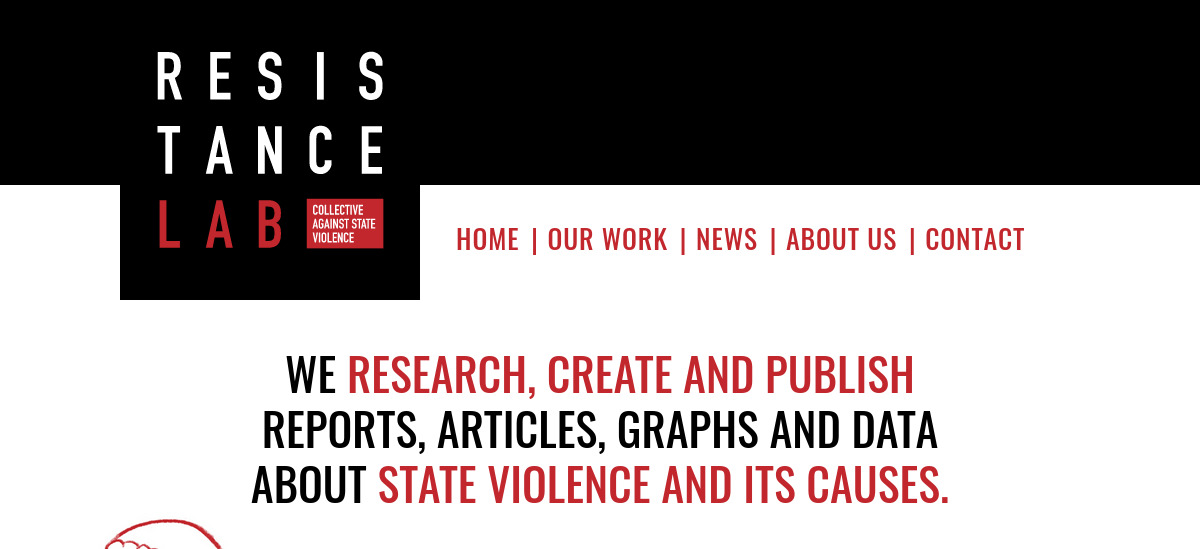 RESIS
TANCE
LAB
COLLECTIVE
AGAINST STATE
VIOLENCE
HOME | OUR WORK | NEWS | ABOUT US | CONTACT
WE RESEARCH, CREATE AND PUBLISH
REPORTS, ARTICLES, GRAPHS AND DATA
ABOUT STATE VIOLENCE AND ITS CAUSES.